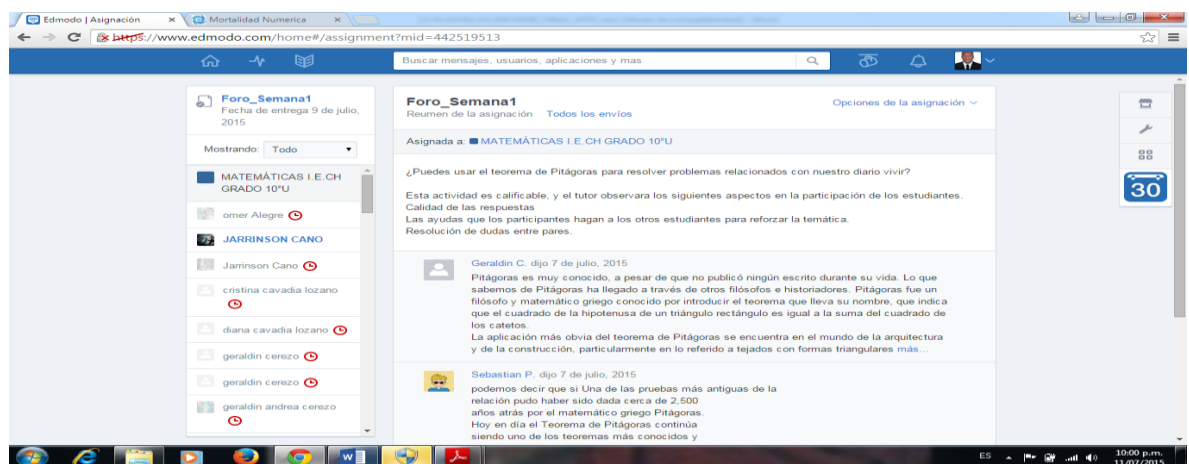 Edmodo | Asignación
Mortalidad Numerica
https://www.edmodo.com/home#/assignment?mid=442519513
Buscar mensajes, usuarios, aplicaciones y mas
Foro_Semana1
Fecha de entrega 9 de julio,
2015
Mostrando: Todo
MATEMÁTICAS I.E.CH
GRADO 10°U
omer Alegre
JARRINSON CANO
Jarrinson Cano
cristina cavadia lozano
diana cavadia lozano
geraldin cerezo
geraldin cerezo
geraldin andrea cerezo
Foro_Semana1
Opciones de la asignación
Reumen de la asignación Todos los envíos
Asignada a: MATEMÁTICAS I.E.CH GRADO 10°U
¿Puedes usar el teorema de Pitágoras para resolver problemas relacionados con nuestro diario vivir?
Esta actividad es calificable, y el tutor observara los siguientes aspectos en la participación de los estudiantes.
Calidad de las respuestas
Las ayudas que los participantes hagan a los otros estudiantes para reforzar la temática.
Resolución de dudas entre pares.
Geraldin C. dijo 7 de julio, 2015
Pitágoras es muy conocido, a pesar de que no publicó ningún escrito durante su vida. Lo que
sabemos de Pitágoras ha llegado a través de otros filósofos e historiadores. Pitágoras fue un
filósofo y matemático griego conocido por introducir el teorema que lleva su nombre, que indica
que el cuadrado de la hipotenusa de un triángulo rectángulo es igual a la suma del cuadrado de
los catetos.
La aplicación más obvia del teorema de Pitágoras se encuentra en el mundo de la arquitectura
y de la construcción, particularmente en lo referido a tejados con formas triangulares más...
Sebastian P. dijo 7 de julio, 2015
podemos decir que si Una de las pruebas más antiguas de la
relación pudo haber sido dada cerca de 2,500
años atrás por el matemático griego Pitágoras.
Hoy en día el Teorema de Pitágoras continúa
siendo uno de los teoremas más conocidos y
30
ES
10:00 p.m.
11/07/2015